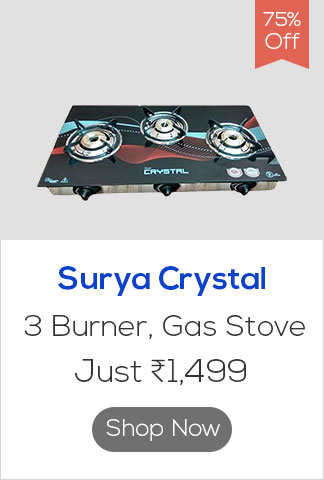 75%
Off
CRYSTAL
Surya Crystal
3 Burner, Gas Stove
Just ₹1,499
Shop Now